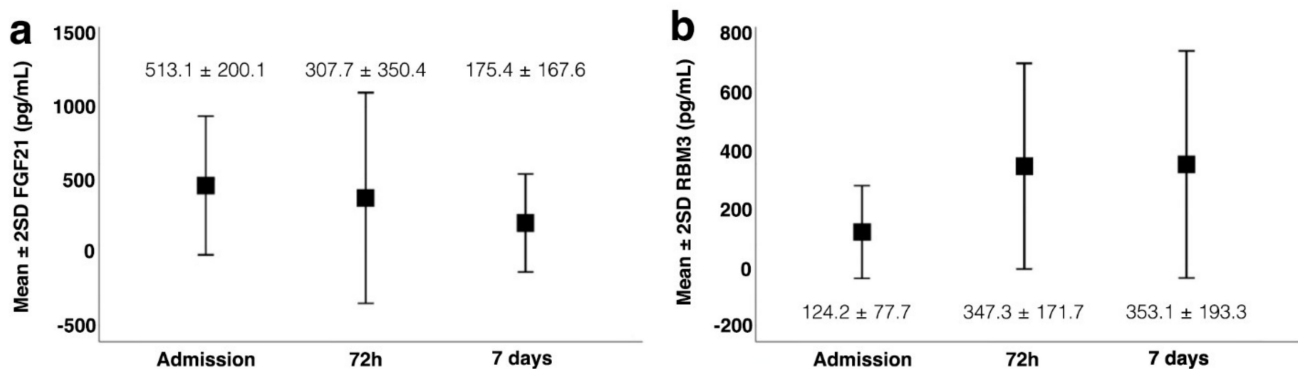 a
Mean ± 2SD FGF21 (pg/mL)
1500
1000
500
0
-500
513.1 ± 200.1 307.7 ± 350.4 175.4 ± 167.6
Admission 72h 7 days
b
Mean ± 2SD RBM3 (pg/mL)
800
600
400
200
0
-200
124.2 ± 77.7 347.3 ± 171.7 353.1 ± 193.3
Admission 72h 7 days